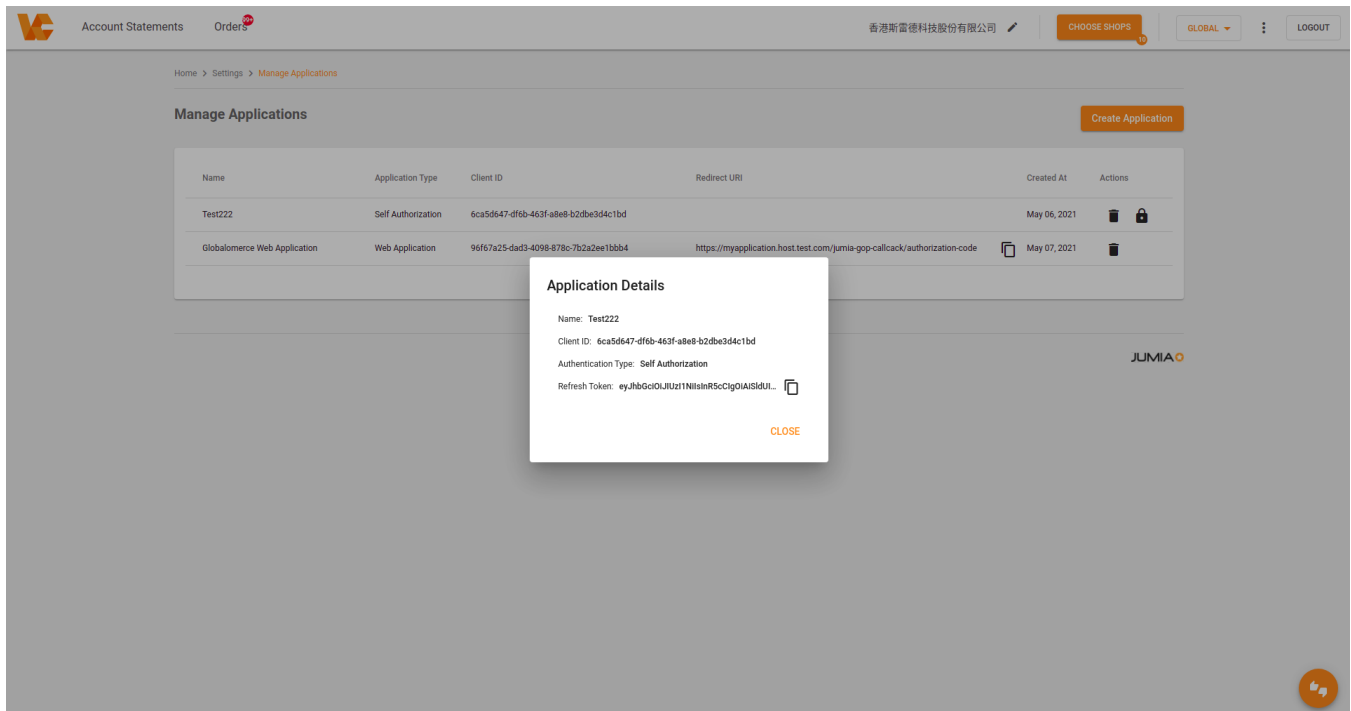 Account Statements Orders 99+ 香港斯雷德科技股份有限公司 CHOOSE SHOPS 10 GLOBAL LOGOUT
Home > Settings > Manage Applications
Manage Applications Create Application
Name Application Type Client ID Redirect URI Created At Actions
Test222 Self Authorization 6ca5d647-df6b-463f-a8e8-b2dbe3d4c1bd May 06, 2021
Globalomerce Web Application Web Application 96f67a25-dad3-4098-878c-7b2a2ee1bbb4 https://myapplication.host.test.com/jumia-gop-callcack/authorization-code May 07, 2021
Application Details
Name: Test222
Client ID: 6ca5d647-df6b-463f-a8e8-b2dbe3d4c1bd
Authentication Type: Self Authorization
Refresh Token: eyJhbGciOiJIUzI1NiIsInR5cCIgOiAiSldUI...
CLOSE
JUMIA